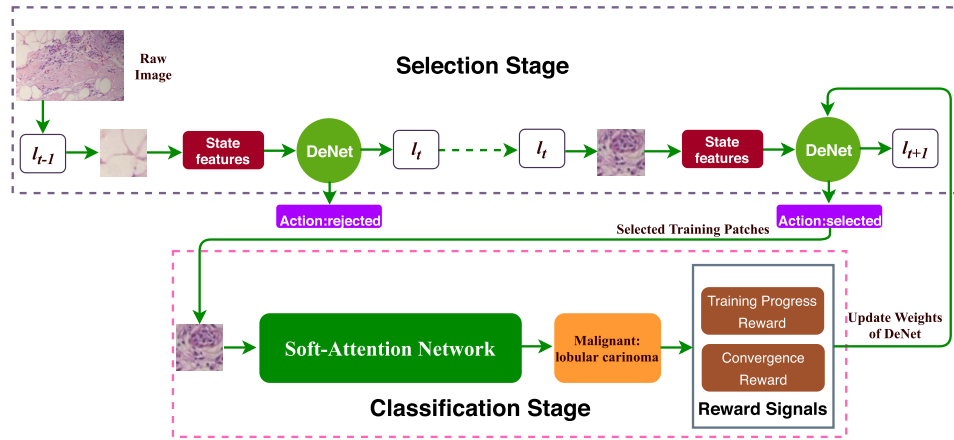 Raw
Image
Selection Stage
l_{t-1}
State
features
DeNet
l_t
l_t
State
features
DeNet
l_{t+1}
Action:rejected
Action:selected
Selected Training Patches
Soft-Attention Network
Malignant:
lobular carinoma
Training Progress
Reward
Convergence
Reward
Reward Signals
Update Weights
of DeNet
Classification Stage